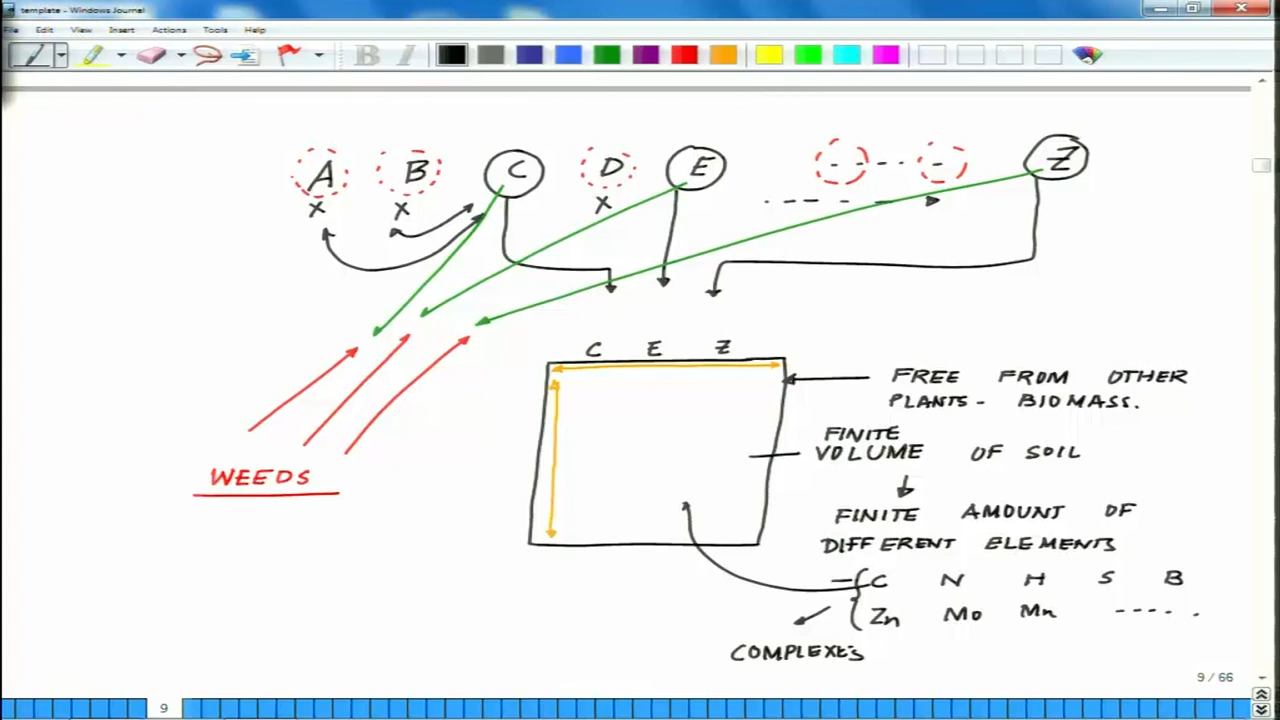 template - Windows Journal
File Edit View Insert Actions Tools Help
B I
A B C D E - - - - - Z
x x x
C E Z
FREE FROM OTHER
PLANTS - BIOMASS.
FINITE
VOLUME OF SOIL
WEEDS
FINITE AMOUNT OF
DIFFERENT ELEMENTS
C N H S B
Zn Mo Mn ---- .
COMPLEXES
9 / 66
9